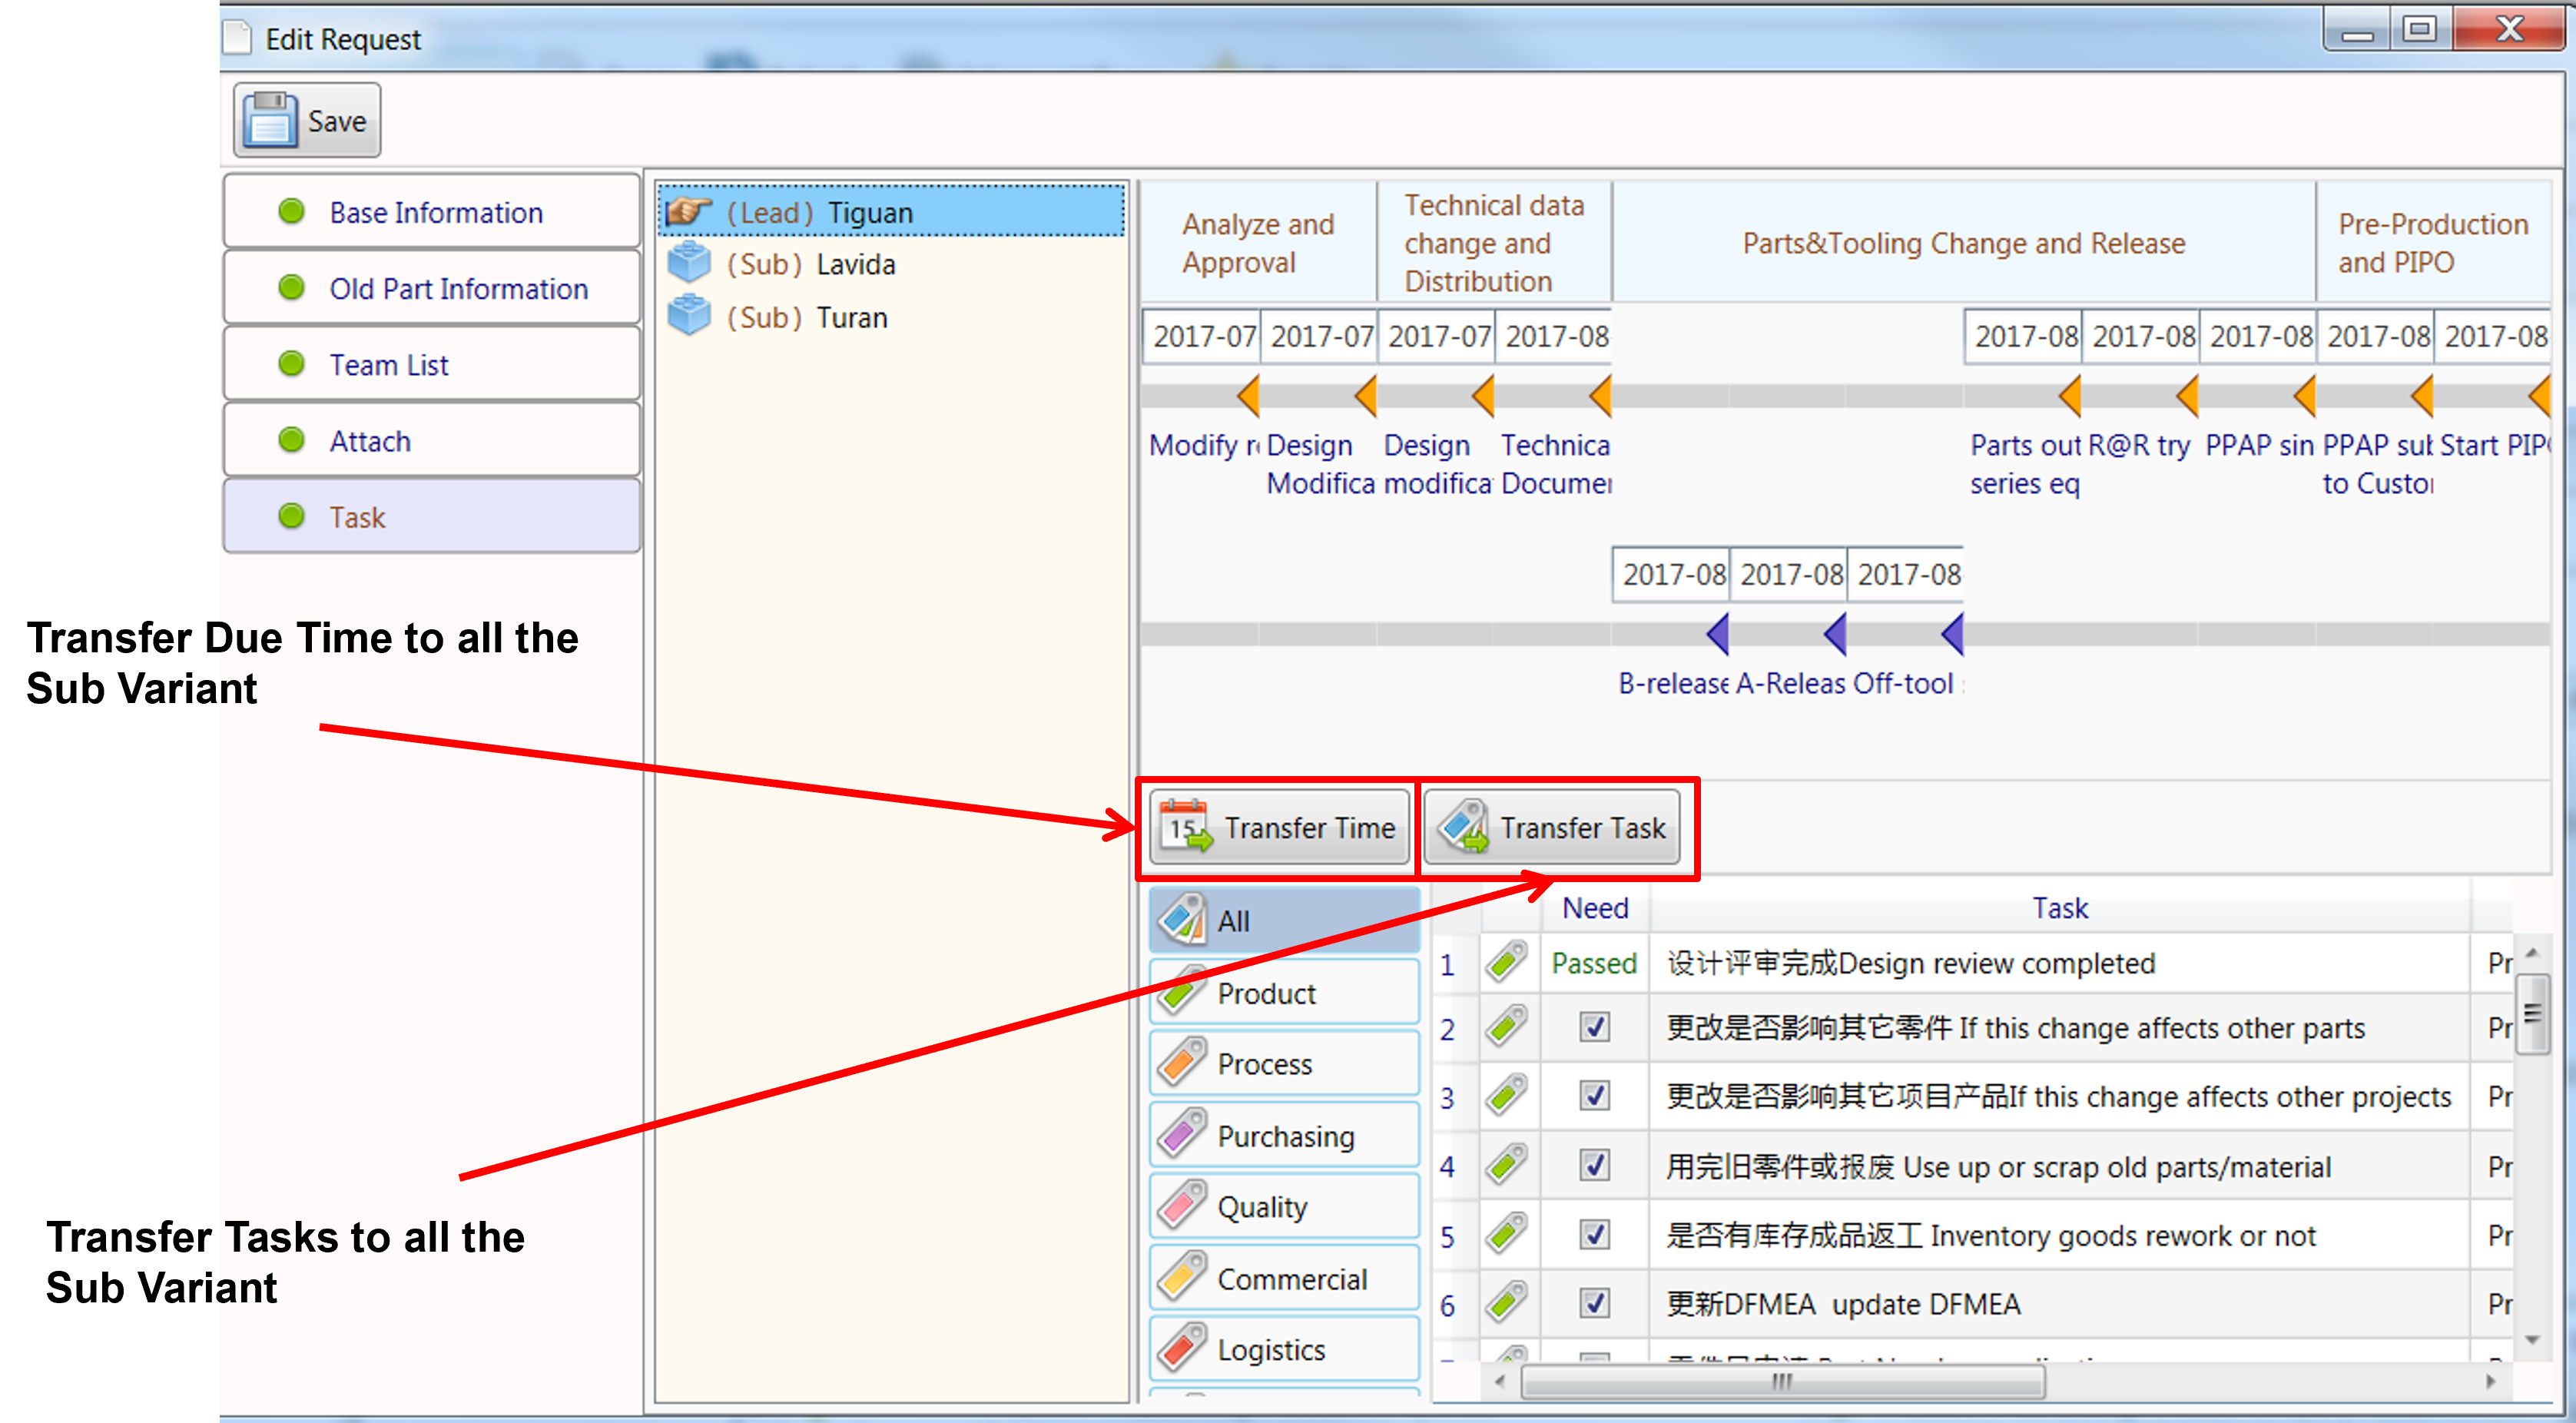 Edit Request
Save
Base Information
Old Part Information
Team List
Attach
Task
(Lead) Tiguan
(Sub) Lavida
(Sub) Turan
Analyze and
Approval
Technical data
change and
Distribution
Parts&Tooling Change and Release
Pre-Production
and PIPO
2017-07 2017-07 2017-07 2017-08 2017-08 2017-08 2017-08 2017-08 2017-08
Modify Design Design Technica Parts out R@R try PPAP sin PPAP Start PIP
Modifica modifica Docume series eq to Custo
2017-08 2017-08 2017-08
B-release A-Releas Off-tool
Transfer Due Time to all the
Sub Variant
15 Transfer Time Transfer Task
All
Product
Process
Purchasing
Quality
Commercial
Logistics
Need Task
1 Passed 设计评审完成Design review completed Pr
2 更改是否影响其它零件 If this change affects other parts Pr
3 更改是否影响其它项目产品If this change affects other projects Pr
4 用完旧零件或报废 Use up or scrap old parts/material Pr
5 是否有库存成品返工 Inventory goods rework or not Pr
6 更新DFMEA update DFMEA Pr
Transfer Tasks to all the
Sub Variant